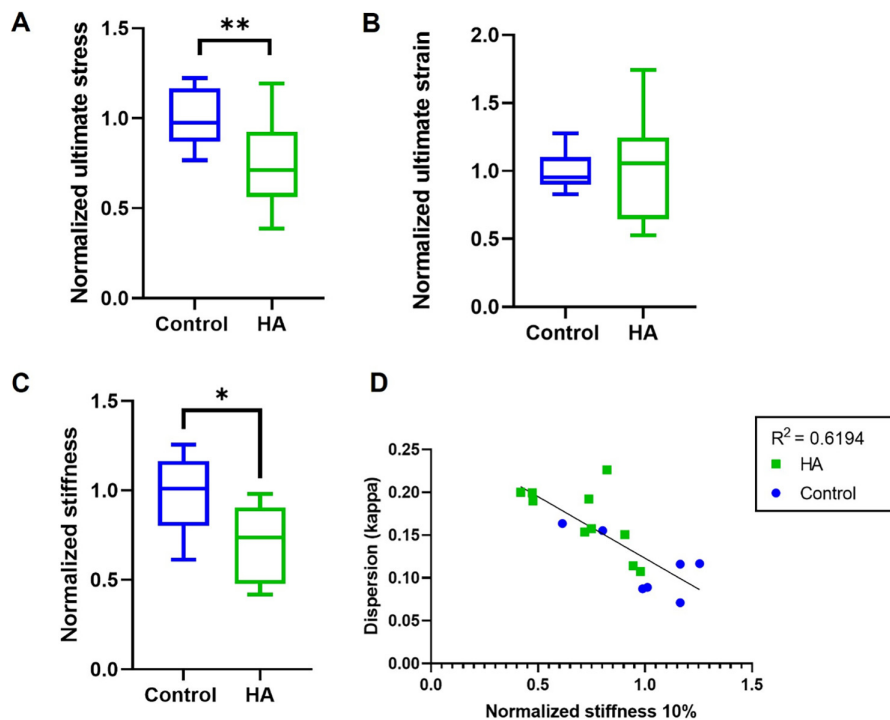 A
Normalized ultimate stress
1.5
1.0
0.5
0.0
**
Control HA
B
Normalized ultimate strain
2.0
1.5
1.0
0.5
0.0
Control HA
C
Normalized stiffness
1.5
1.0
0.5
0.0
*
Control HA
D
R² = 0.6194
HA
Control
Dispersion (kappa)
0.25
0.20
0.15
0.10
0.05
0.00
0.0 0.5 1.0 1.5
Normalized stiffness 10%